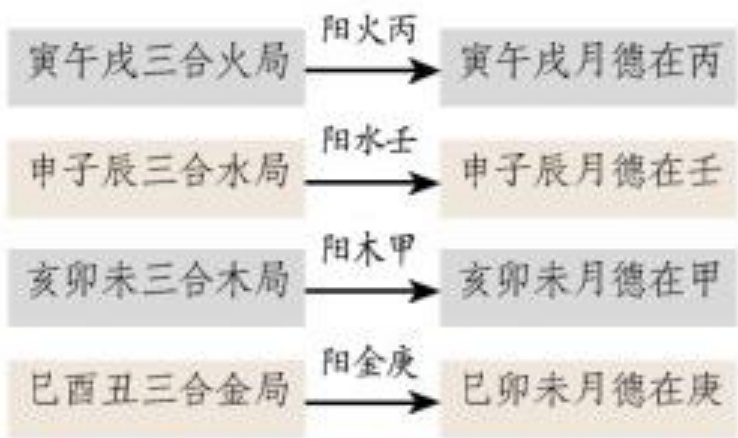 阳火丙
寅午戌三合火局
寅午戌月德在丙
阳水壬
申子辰三合水局
申子辰月德在壬
阳木甲
亥卯未三合木局
亥卯未月德在甲
阳金庚
巳酉丑三合金局
巳卯未月德在庚